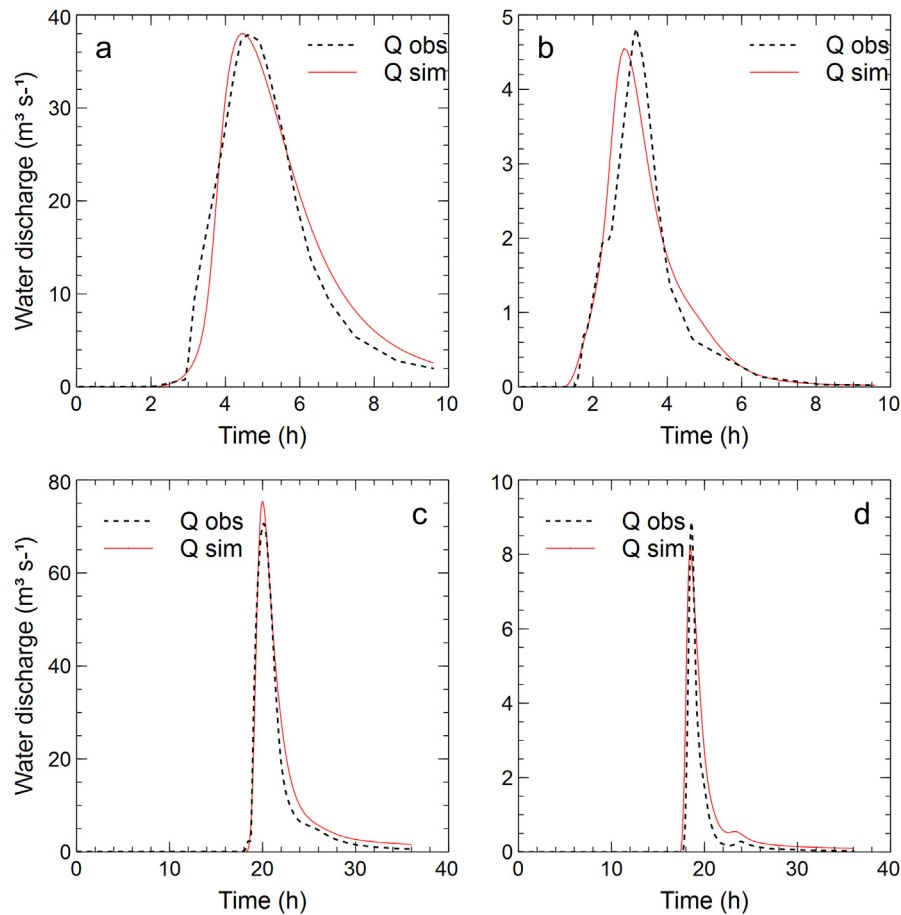 a
Q obs
Q sim
Water discharge (m³ s-¹)
40
30
20
10
0
0 2 4 6 8 10
Time (h)
b
Q obs
Q sim
5
4
3
2
1
0
0 2 4 6 8 10
Time (h)
c
Q obs
Q sim
Water discharge (m³ s-¹)
80
60
40
20
0
0 10 20 30 40
Time (h)
d
Q obs
Q sim
10
8
6
4
2
0
0 10 20 30 40
Time (h)